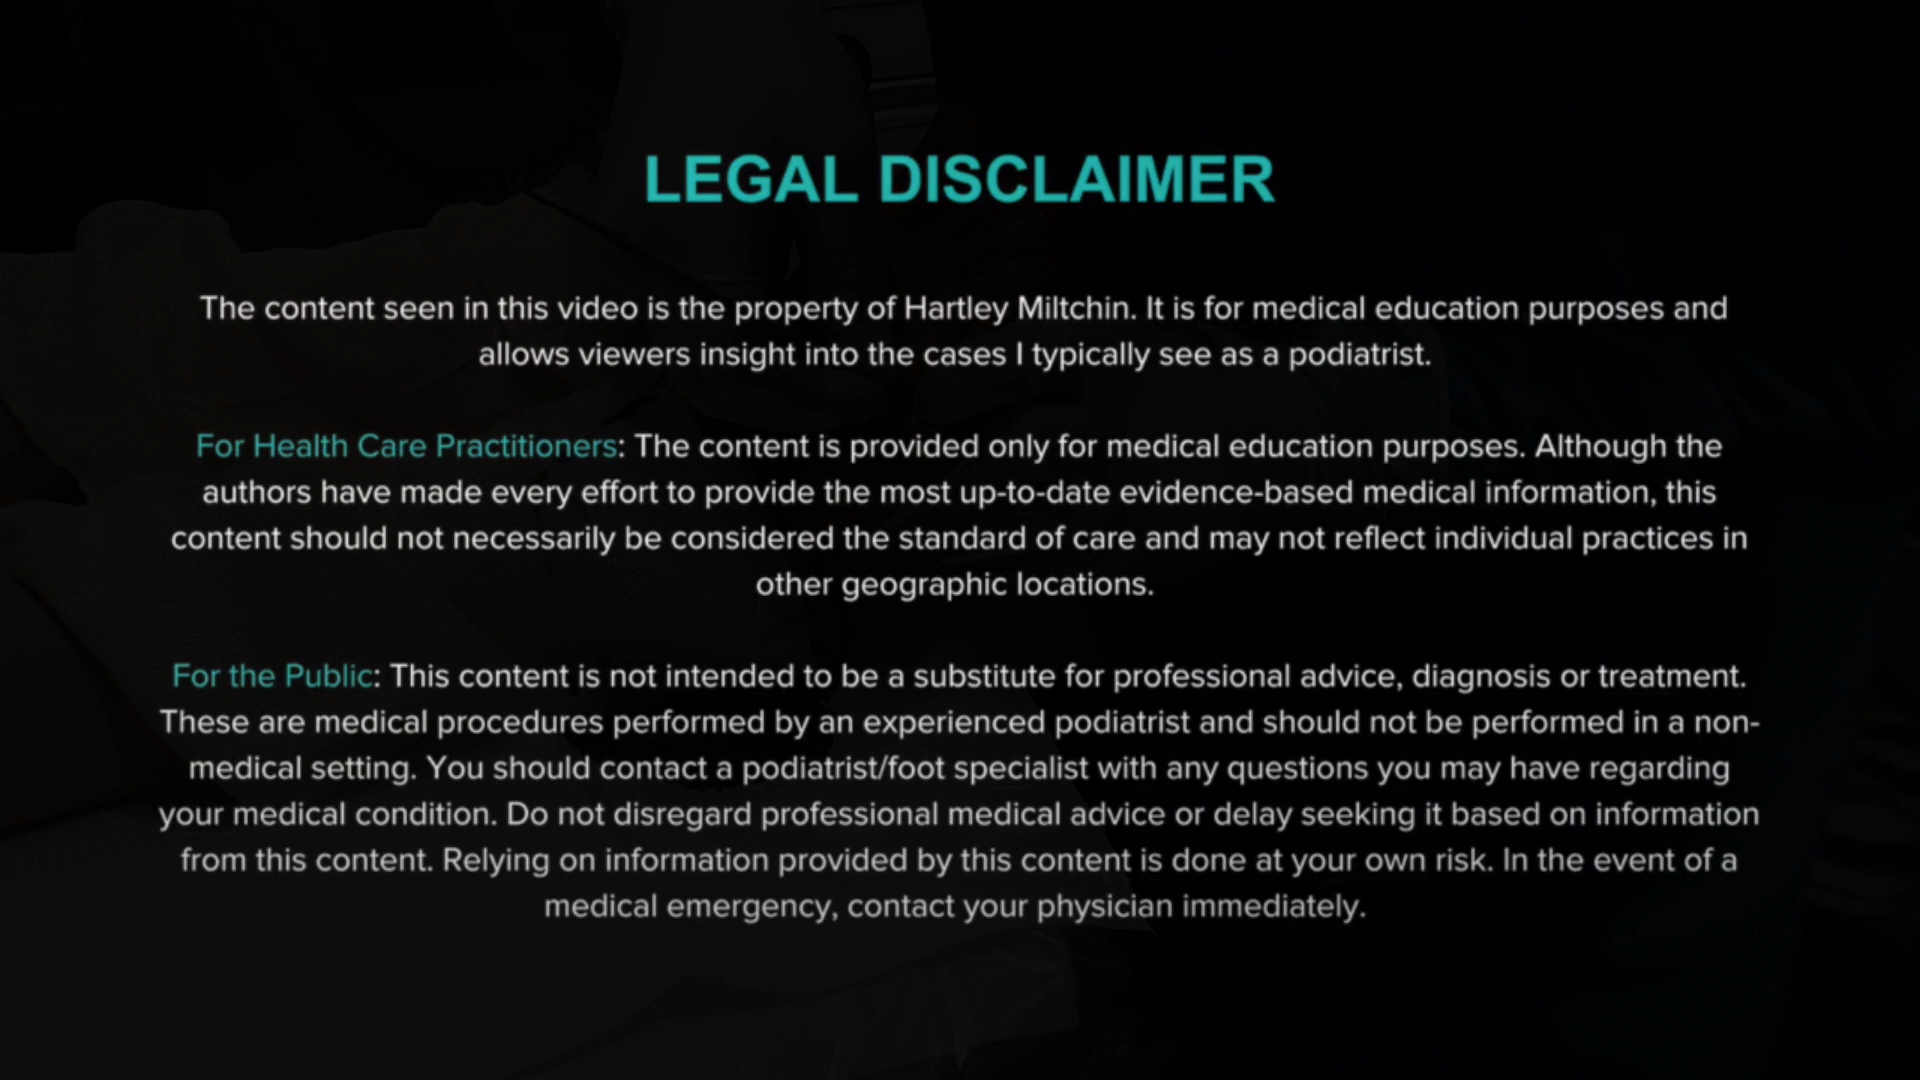 LEGAL DISCLAIMER
The content seen in this video is the property of Hartley Miltchin. It is for medical education purposes and
allows viewers insight into the cases I typically see as a podiatrist.
For Health Care Practitioners: The content is provided only for medical education purposes. Although the
authors have made every effort to provide the most up-to-date evidence-based medical information, this
content should not necessarily be considered the standard of care and may not reflect individual practices in
other geographic locations.
For the Public: This content is not intended to be a substitute for professional advice, diagnosis or treatment.
These are medical procedures performed by an experienced podiatrist and should not be performed in a non-
medical setting. You should contact a podiatrist/foot specialist with any questions you may have regarding
your medical condition. Do not disregard professional medical advice or delay seeking it based on information
from this content. Relying on information provided by this content is done at your own risk. In the event of a
medical emergency, contact your physician immediately.